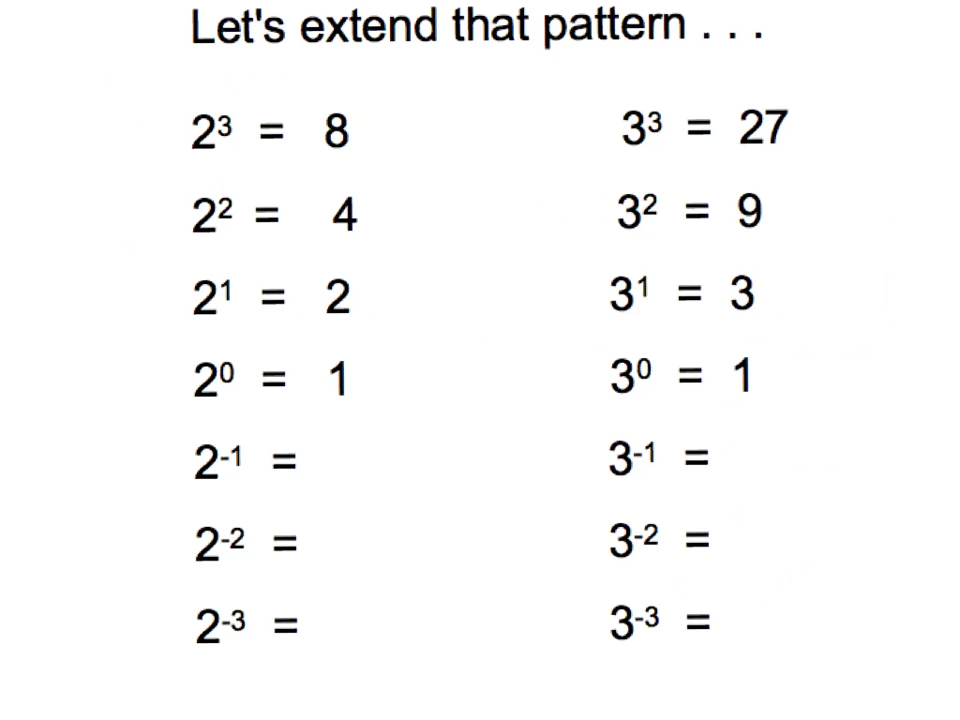 Let's extend that pattern . . .
2³ = 8 3³ = 27
2² = 4 3² = 9
2¹ = 2 3¹ = 3
2⁰ = 1 3⁰ = 1
2⁻¹ = 3⁻¹ =
2⁻² = 3⁻² =
2⁻³ = 3⁻³ =